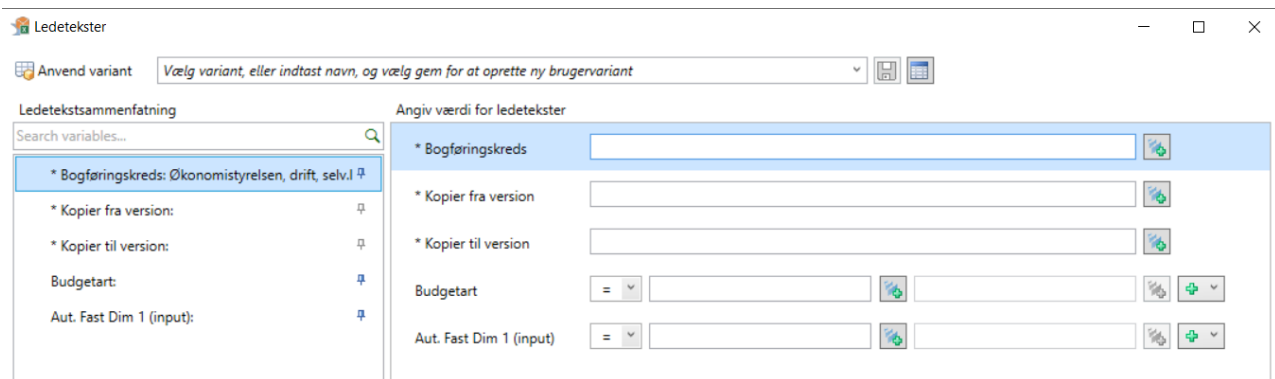 Ledetekster
Anvend variant
Vælg variant, eller indtast navn, og vælg gem for at oprette ny brugervariant
Ledetekstsammenfatning
Search variables...
* Bogføringskreds: Økonomistyrelsen, drift, selv.l
* Kopier fra version:
* Kopier til version:
Budgetart:
Aut. Fast Dim 1 (input):
Angiv værdi for ledetekster
* Bogføringskreds
* Kopier fra version
* Kopier til version
Budgetart =
Aut. Fast Dim 1 (input) =